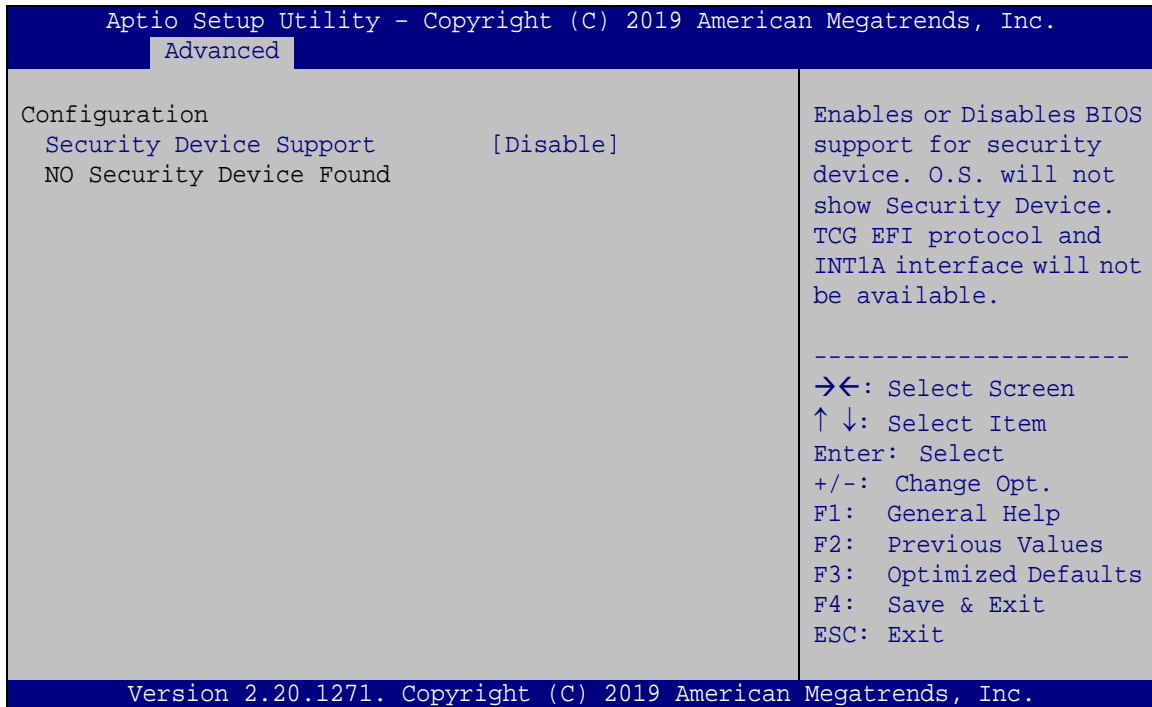 Aptio Setup Utility – Copyright (C) 2019 American Megatrends, Inc.
Advanced
Configuration
Security Device Support [Disable]
NO Security Device Found
Enables or Disables BIOS
support for security
device. O.S. will not
show Security Device.
TCG EFI protocol and
INT1A interface will not
be available.
----------------------
→←: Select Screen
↑ ↓: Select Item
Enter: Select
+/-: Change Opt.
F1: General Help
F2: Previous Values
F3: Optimized Defaults
F4: Save & Exit
ESC: Exit
Version 2.20.1271. Copyright (C) 2019 American Megatrends, Inc.